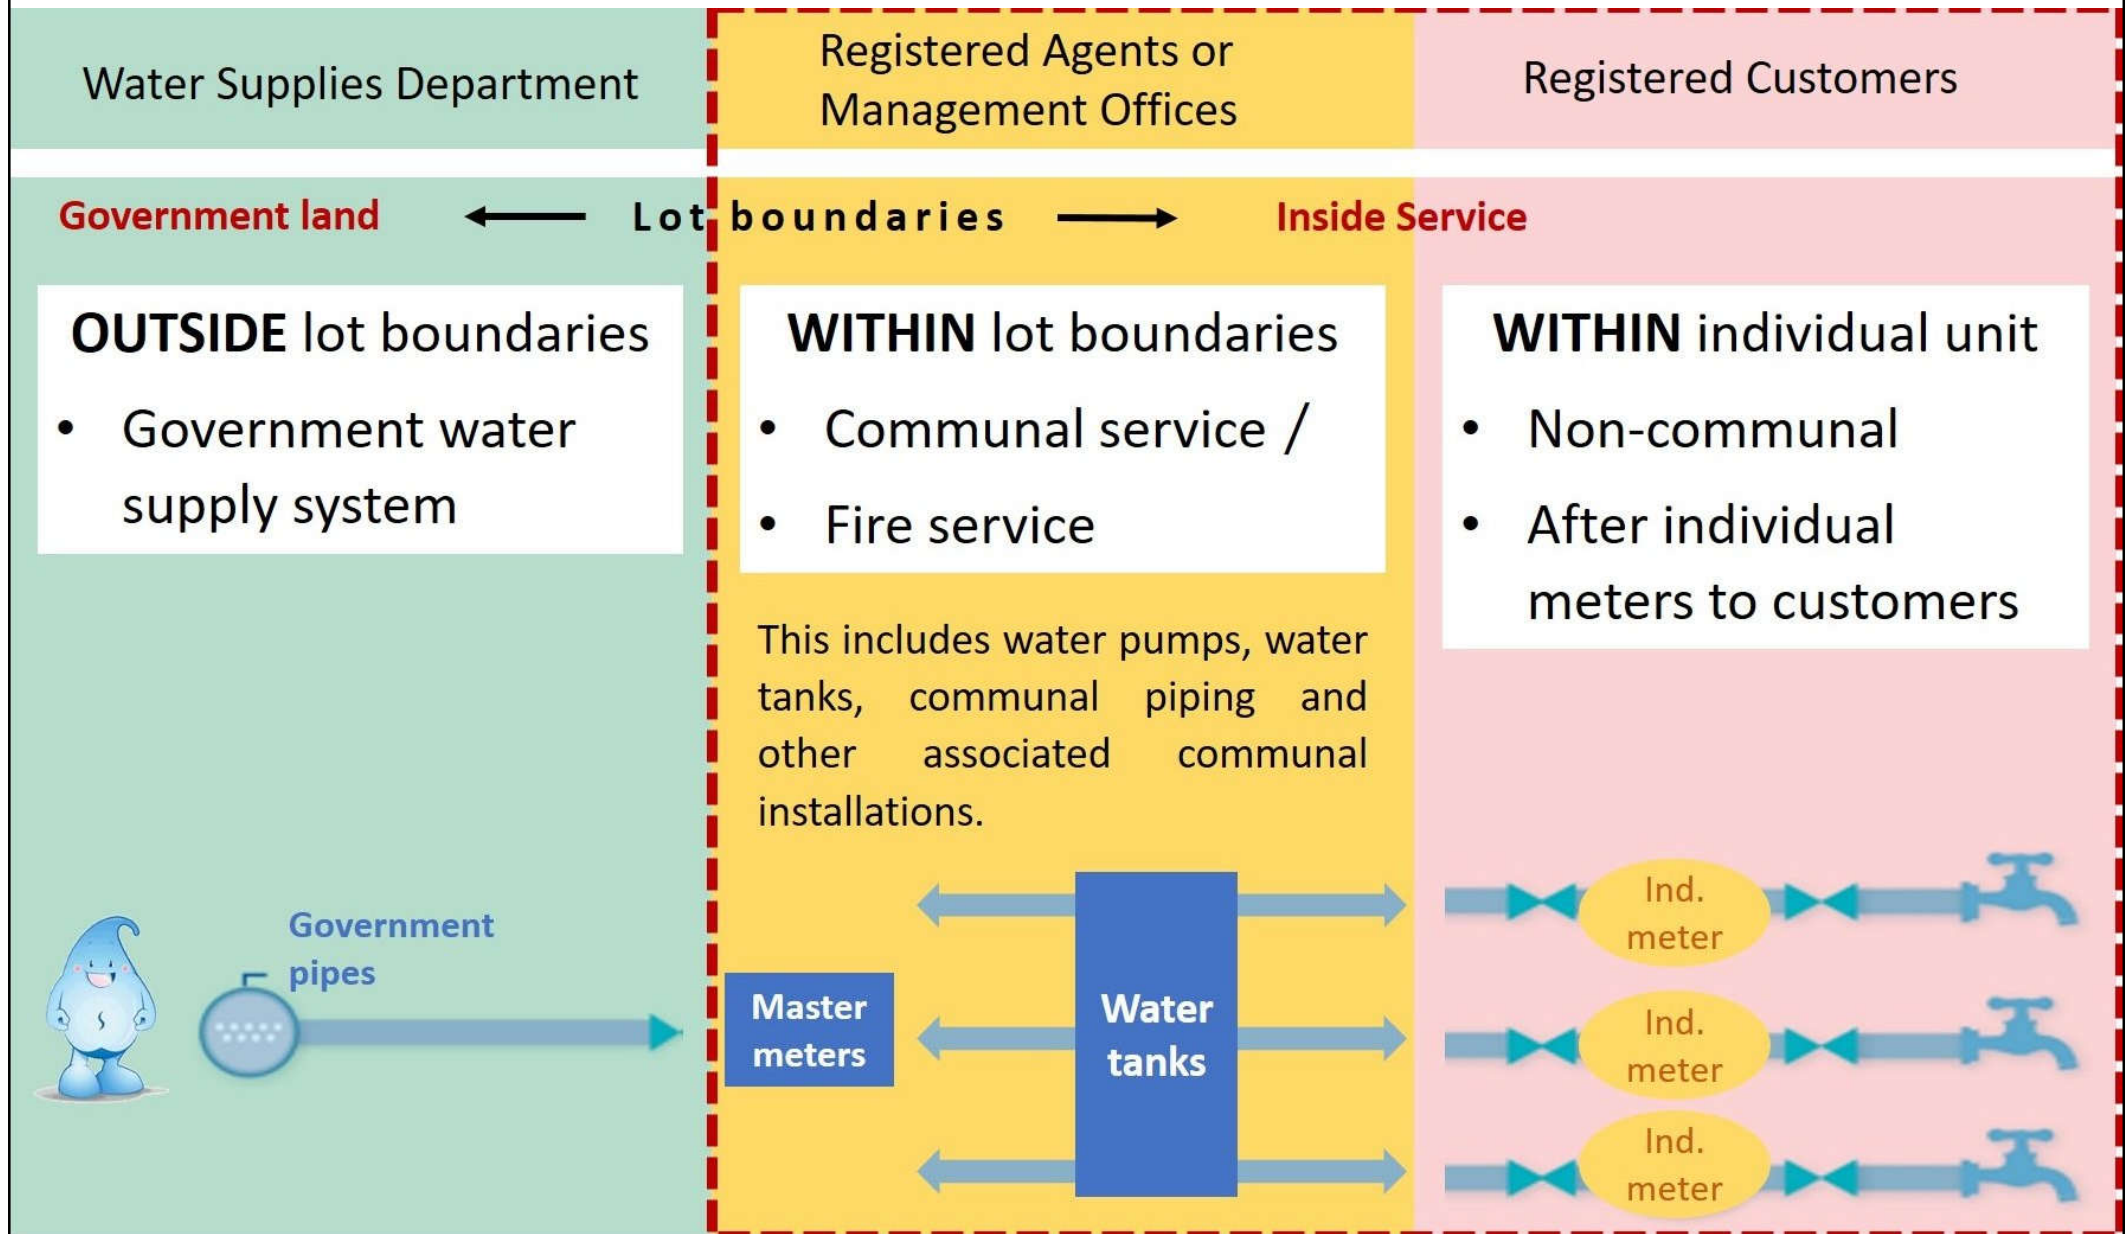 Water Supplies Department
Registered Agents or
Management Offices
Registered Customers
Government land
Lot boundaries
Inside Service
OUTSIDE lot boundaries
• Government water
supply system
WITHIN lot boundaries
• Communal service /
• Fire service
This includes water pumps, water
tanks, communal piping and
other associated communal
installations.
WITHIN individual unit
• Non-communal
• After individual
meters to customers
Government
pipes
Master
meters
Water
tanks
Ind.
meter
Ind.
meter
Ind.
meter